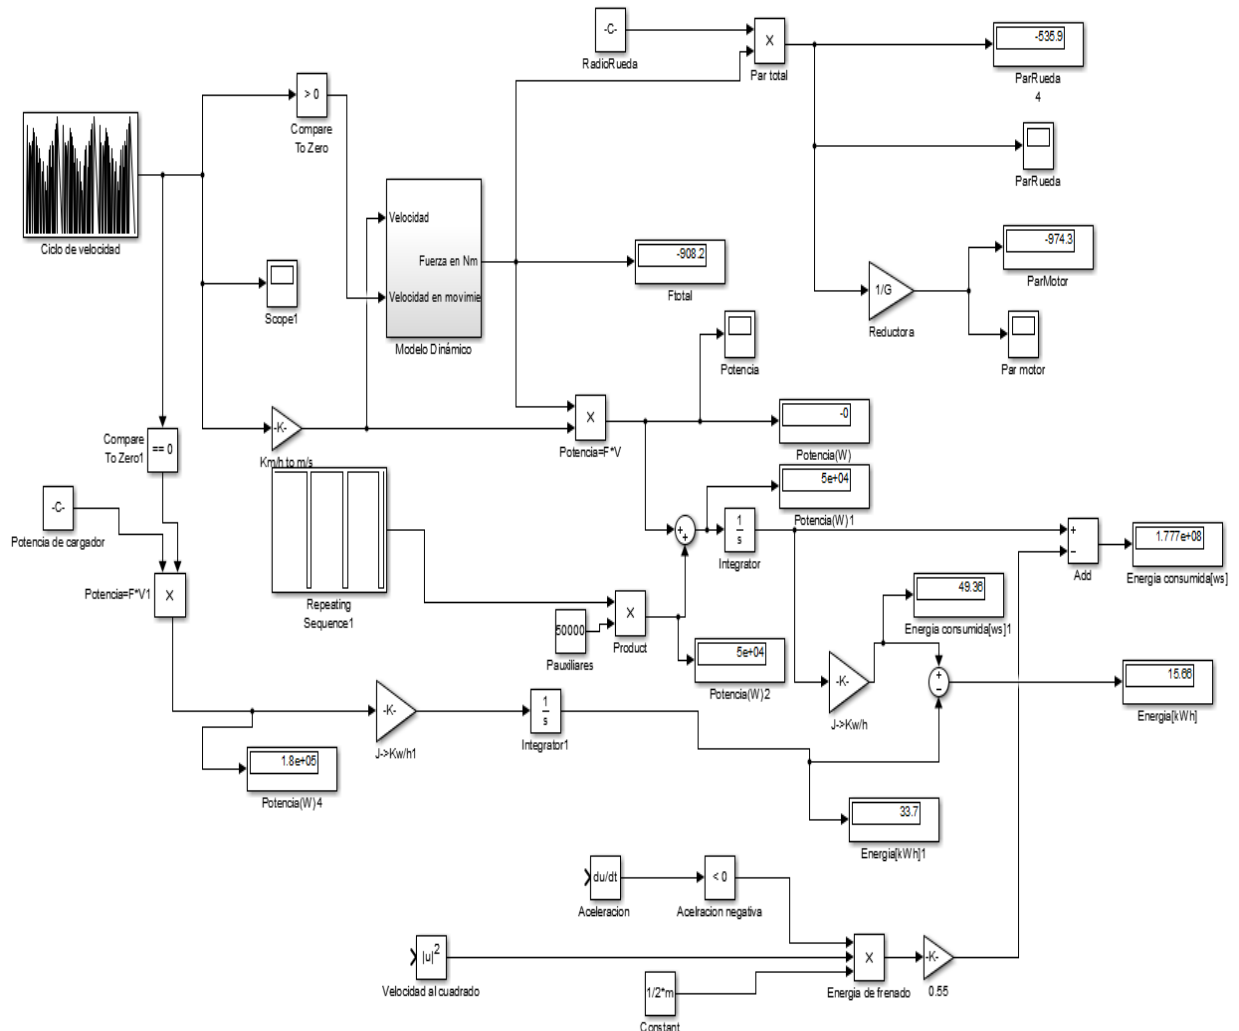 -C-
RadioRueda
X
Par total
-535.9
ParRueda
4
> 0
Compare
To Zero
Ciclo de velocidad
ParRueda
Velocidad
Fuerza en Nm
Velocidad en movimie
Modelo Dinámico
Scope1
-908.2
Ftotal
-974.3
ParMotor
1/G
Reductora
Par motor
Potencia
-K-
Km/h to m/s
X
Potencia=F*V
-0
Potencia(W)
Compare
To Zero1
== 0
5e+04
Potencia(W)1
-C-
Potencia de cargador
+
+
1
s
Integrator
+
−
Add
1.777e+08
Energia consumida[ws]
Potencia=F*V1
X
Repeating
Sequence1
50000
Pauxiliares
X
Product
49.36
Energia consumida[ws]1
5e+04
Potencia(W)2
-K-
J->Kw/h
+
−
15.66
Energia[kWh]
-K-
J->Kw/h1
1
s
Integrator1
1.8e+05
Potencia(W)4
33.7
Energia[kWh]1
du/dt
Aceleracion
< 0
Acelracion negativa
|u|2
Velocidad al cuadrado
1/2*m
Constant
X
Energia de frenado
-K-
0.55